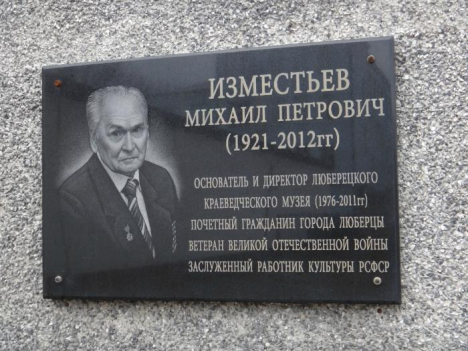 ИЗМЕСТЬЕВ
МИХАИЛ ПЕТРОВИЧ
(1921-2012гг)
ОСНОВАТЕЛЬ И ДИРЕКТОР ЛЮБЕРЕЦКОГО
КРАЕВЕДЧЕСКОГО МУЗЕЯ (1976-2011гг)
ПОЧЕТНЫЙ ГРАЖДАНИН ГОРОДА ЛЮБЕРЦЫ
ВЕТЕРАН ВЕЛИКОЙ ОТЕЧЕСТВЕННОЙ ВОЙНЫ
ЗАСЛУЖЕННЫЙ РАБОТНИК КУЛЬТУРЫ РСФСР